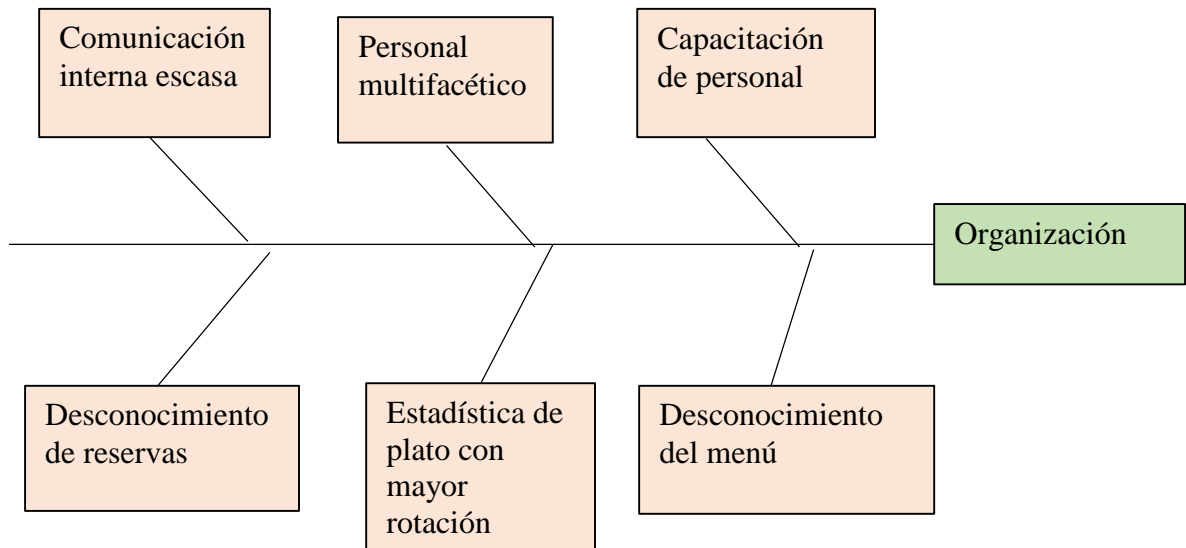 Comunicación
interna escasa
Personal
multifacético
Capacitación
de personal
Organización
Desconocimiento
de reservas
Estadística de
plato con
mayor
rotación
Desconocimiento
del menú